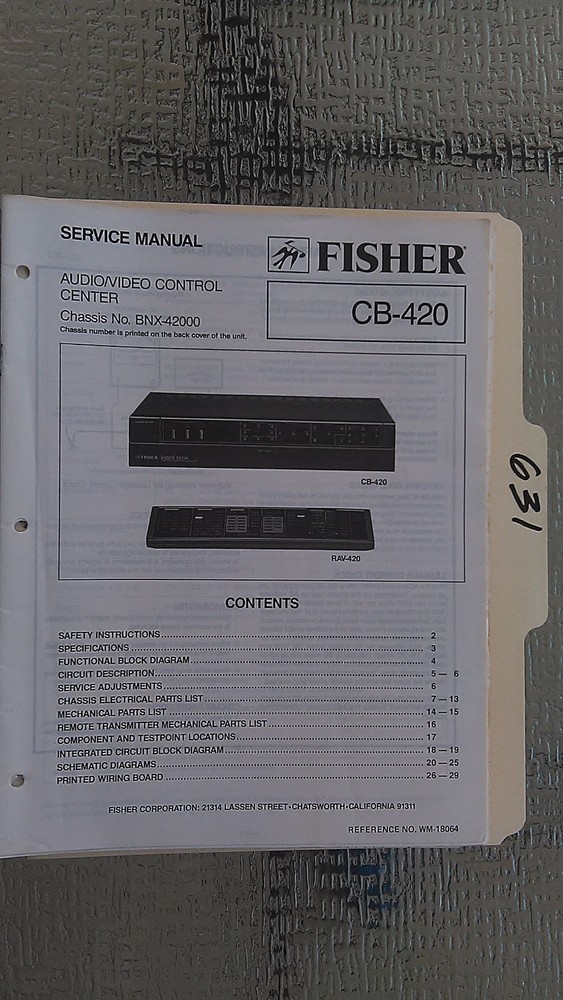 SERVICE MANUAL
FISHER®
AUDIO/VIDEO CONTROL
CENTER
Chassis No. BNX-42000
Chassis number is printed on the back cover of the unit.
CB-420
FISHER
CB-420
RAV-420
631
CONTENTS
SAFETY INSTRUCTIONS 2
SPECIFICATIONS 3
FUNCTIONAL BLOCK DIAGRAM 4
CIRCUIT DESCRIPTION 5 — 6
SERVICE ADJUSTMENTS 6
CHASSIS ELECTRICAL PARTS LIST 7 — 13
MECHANICAL PARTS LIST 14 — 15
REMOTE TRANSMITTER MECHANICAL PARTS LIST 16
COMPONENT AND TESTPOINT LOCATIONS 17
INTEGRATED CIRCUIT BLOCK DIAGRAM 18 — 19
SCHEMATIC DIAGRAMS 20 — 25
PRINTED WIRING BOARD 26 — 29
FISHER CORPORATION: 21314 LASSEN STREET•CHATSWORTH•CALIFORNIA 91311
REFERENCE NO. WM-18064